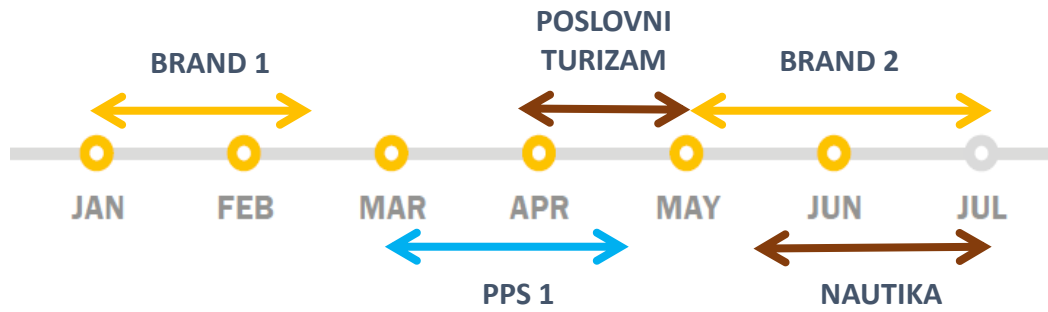 POSLOVNI
TURIZAM
BRAND 1
BRAND 2
JAN FEB MAR APR MAY JUN JUL
PPS 1
NAUTIKA